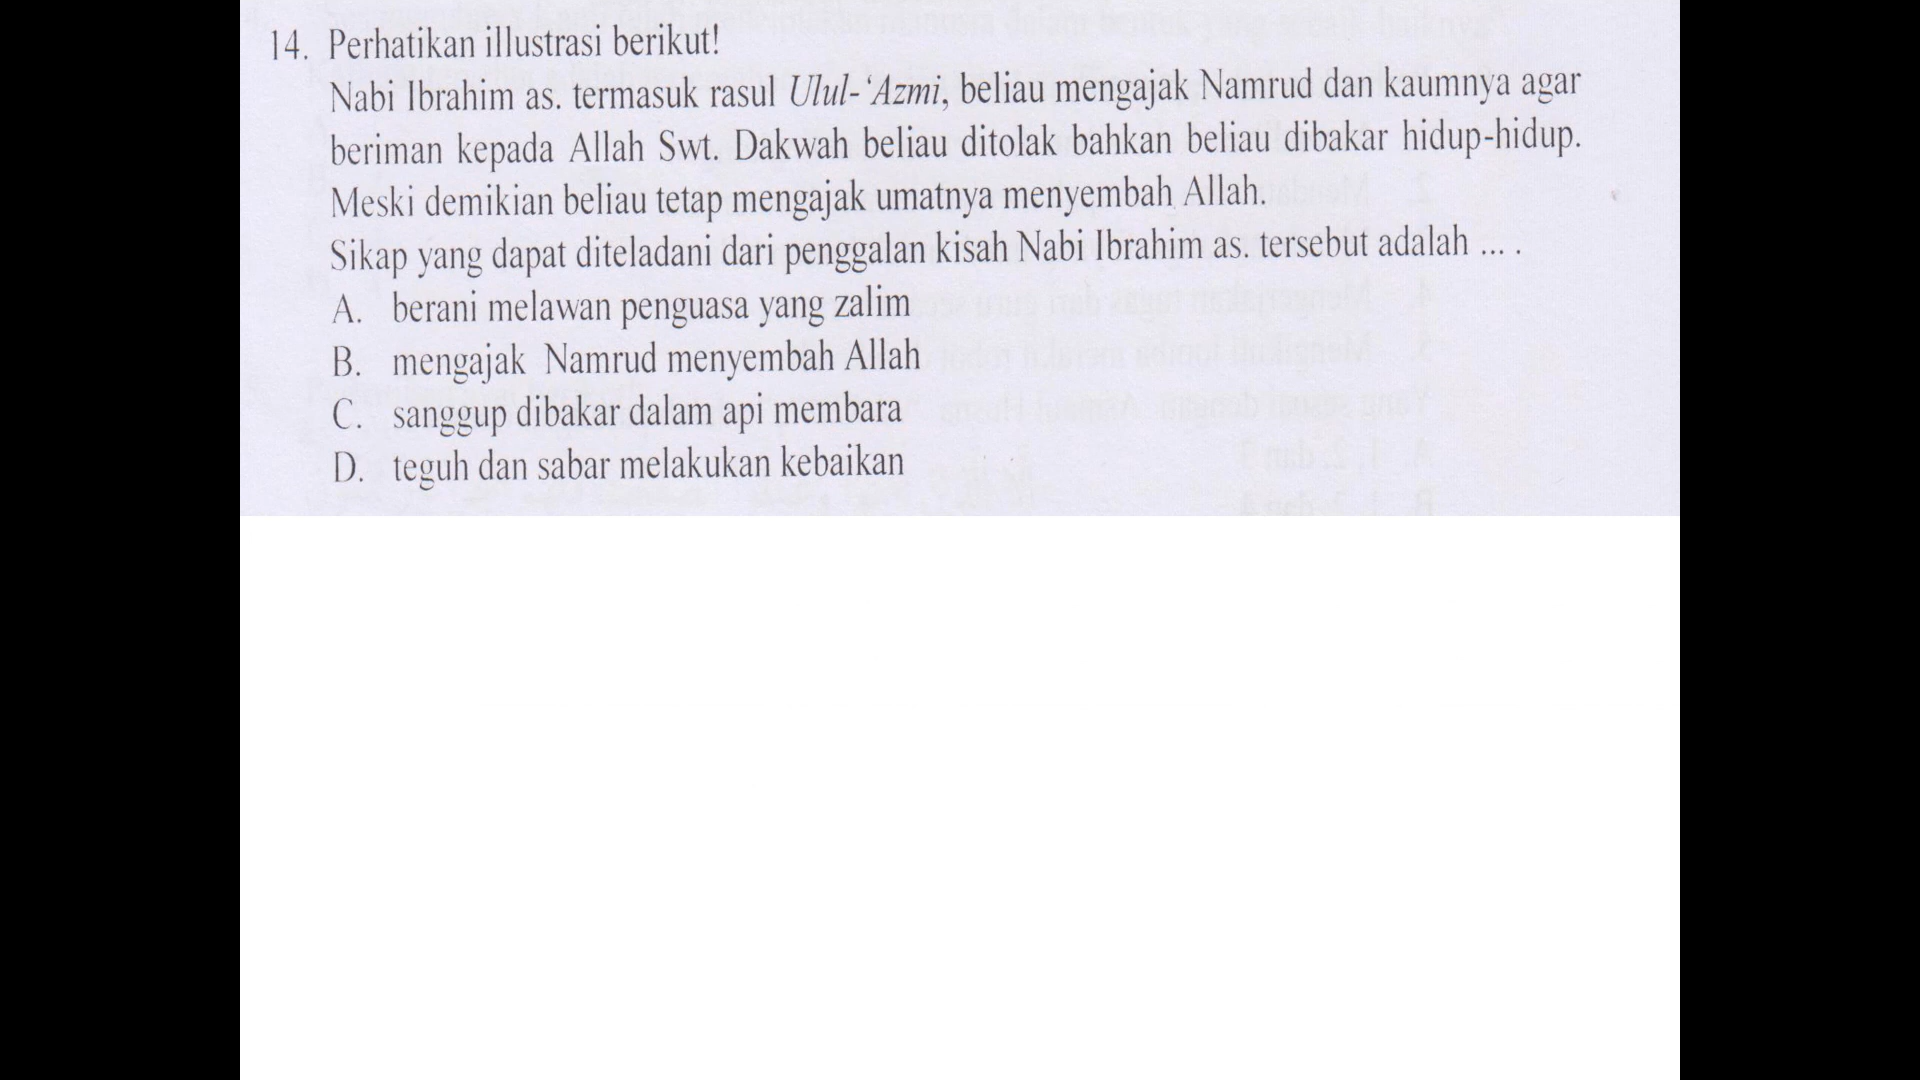 14. Perhatikan illustrasi berikut!
Nabi Ibrahim as. termasuk rasul Ulul-‘Azmi, beliau mengajak Namrud dan kaumnya agar
beriman kepada Allah Swt. Dakwah beliau ditolak bahkan beliau dibakar hidup-hidup.
Meski demikian beliau tetap mengajak umatnya menyembah Allah.
Sikap yang dapat diteladani dari penggalan kisah Nabi Ibrahim as. tersebut adalah ... .
A. berani melawan penguasa yang zalim
B. mengajak Namrud menyembah Allah
C. sanggup dibakar dalam api membara
D. teguh dan sabar melakukan kebaikan